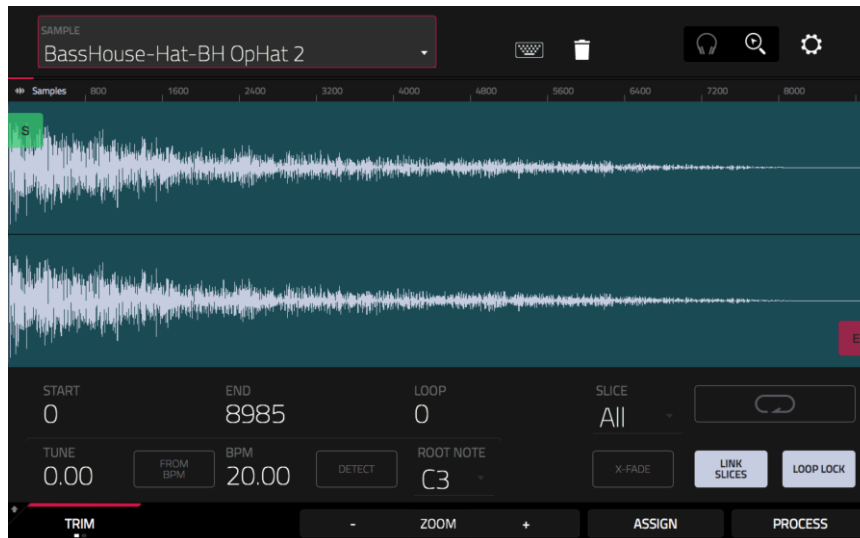 SAMPLE
BassHouse-Hat-BH OpHat 2
Samples 800 1600 2400 3200 4000 4800 5600 6400 7200 8000
S
E
START END LOOP SLICE
0 8985 0 All
TUNE BPM ROOT NOTE
0.00 FROM BPM 20.00 DETECT C3 X-FADE LINK SLICES LOOP LOCK
TRIM - ZOOM + ASSIGN PROCESS